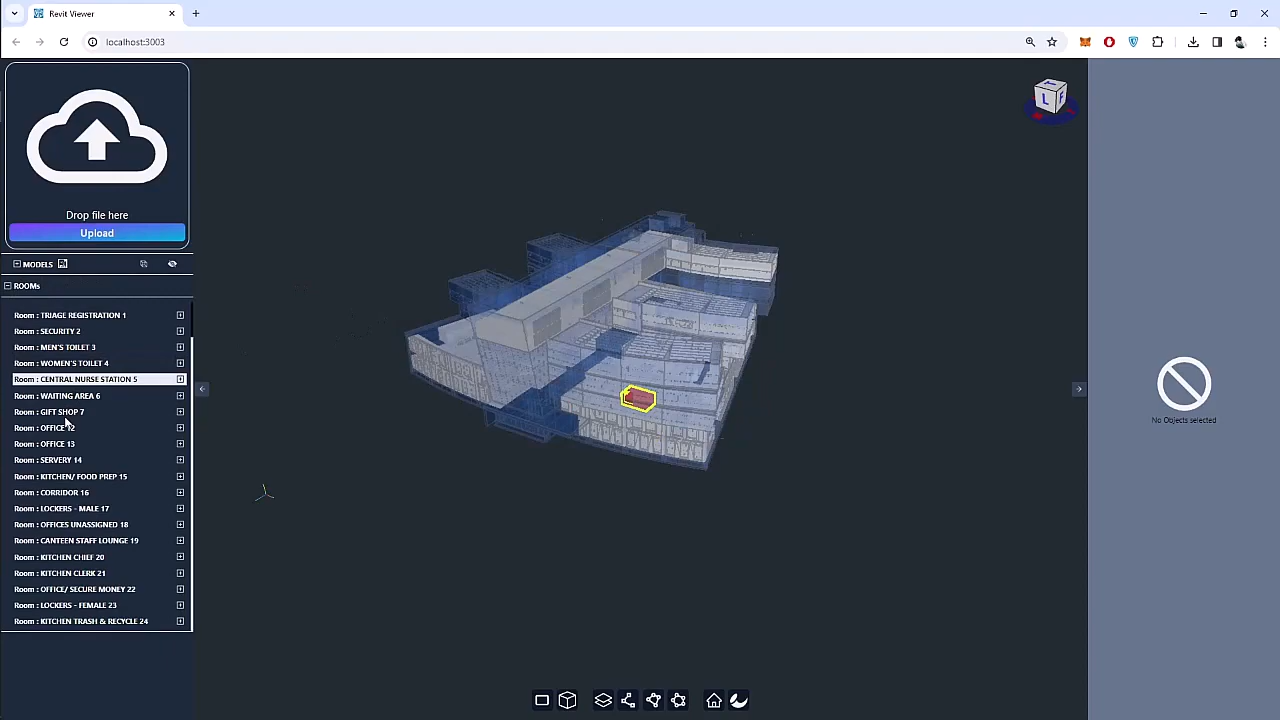 Revit Viewer
localhost:3003
Drop file here
Upload
MODELS
ROOMs
Room : TRIAGE REGISTRATION 1
Room : SECURITY 2
Room : MEN'S TOILET 3
Room : WOMEN'S TOILET 4
Room : CENTRAL NURSE STATION 5
Room : WAITING AREA 6
Room : GIFT SHOP 7
Room : OFFICE 12
Room : OFFICE 13
Room : SERVERY 14
Room : KITCHEN/ FOOD PREP 15
Room : CORRIDOR 16
Room : LOCKERS - MALE 17
Room : OFFICES UNASSIGNED 18
Room : CANTEEN STAFF LOUNGE 19
Room : KITCHEN CHIEF 20
Room : KITCHEN CLERK 21
Room : OFFICE/ SECURE MONEY 22
Room : LOCKERS - FEMALE 23
Room : KITCHEN TRASH & RECYCLE 24
L F
No Objects selected